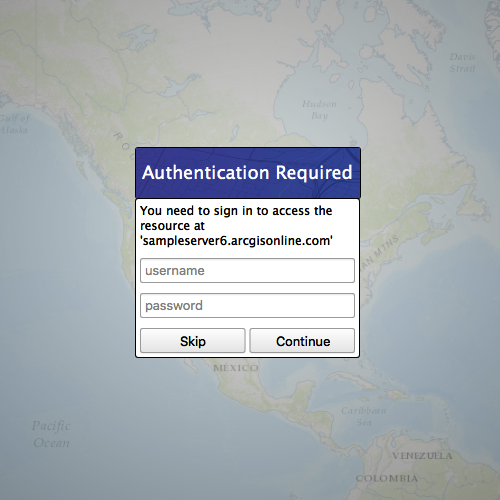 Davis
Strait
Hudson
Bay
Gulf of
Alaska
Authentication Required
You need to sign in to access the
resource at
'sampleserver6.arcgisonline.com'
username
password
Skip
Continue
MÉXICO
Caribbean
Sea
Pacific
Ocean
VENEZUELA
COLOMBIA